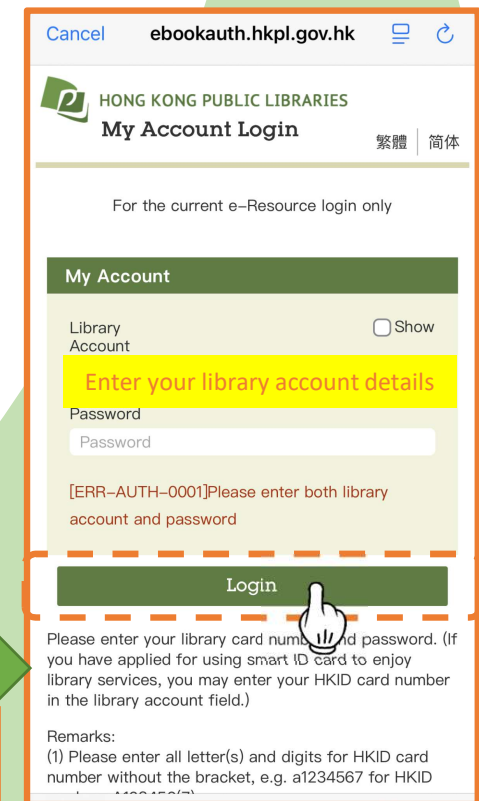 Cancel ebookauth.hkpl.gov.hk
HONG KONG PUBLIC LIBRARIES
My Account Login
繁體 简体
For the current e-Resource login only
My Account
Library Show
Account
Enter your library account details
Password
Password
[ERR-AUTH-0001]Please enter both library
account and password
Login
Please enter your library card password. (If
you have applied for using smart ID card to enjoy
library services, you may enter your HKID card number
in the library account field.)
Remarks:
(1) Please enter all letter(s) and digits for HKID card
number without the bracket, e.g. a1234567 for HKID